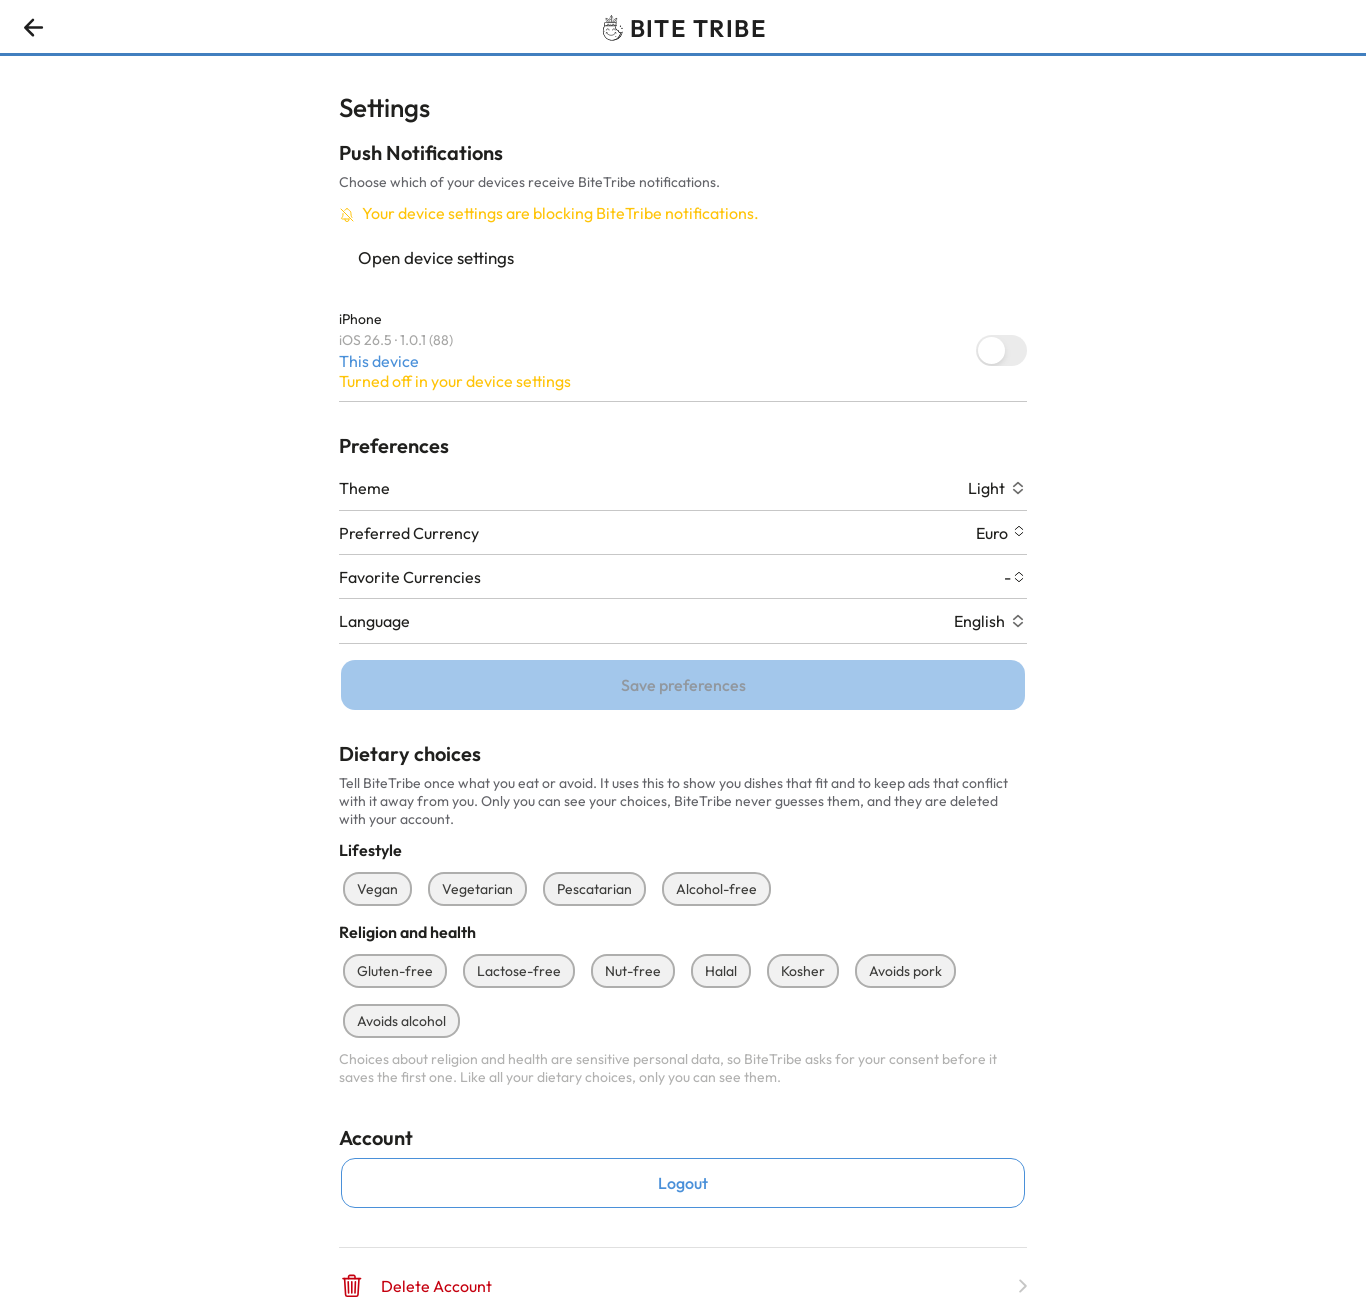 BITE TRIBE
Settings
Push Notifications
Choose which of your devices receive BiteTribe notifications.
Your device settings are blocking BiteTribe notifications.
Open device settings
iPhone
iOS 26.5 · 1.0.1 (88)
This device
Turned off in your device settings
Preferences
Theme Light
Preferred Currency Euro
Favorite Currencies -
Language English
Save preferences
Dietary choices
Tell BiteTribe once what you eat or avoid. It uses this to show you dishes that fit and to keep ads that conflict
with it away from you. Only you can see your choices, BiteTribe never guesses them, and they are deleted
with your account.
Lifestyle
Vegan Vegetarian Pescatarian Alcohol-free
Religion and health
Gluten-free Lactose-free Nut-free Halal Kosher Avoids pork
Avoids alcohol
Choices about religion and health are sensitive personal data, so BiteTribe asks for your consent before it
saves the first one. Like all your dietary choices, only you can see them.
Account
Logout
Delete Account